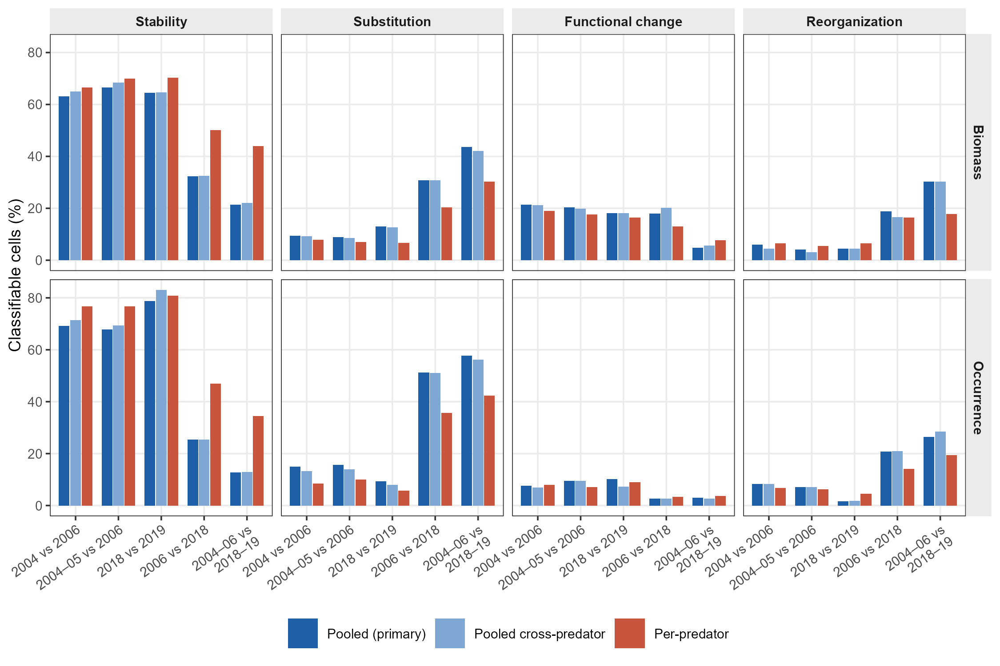 Stability
Substitution
Functional change
Reorganization
Classifiable cells (%)
80
60
40
20
0
Biomass
80
60
40
20
0
Occurrence
2004 vs 2006
2004–05 vs 2006
2018 vs 2019
2006 vs 2018
2004–06 vs
2018–19
2004 vs 2006
2004–05 vs 2006
2018 vs 2019
2006 vs 2018
2004–06 vs
2018–19
2004 vs 2006
2004–05 vs 2006
2018 vs 2019
2006 vs 2018
2004–06 vs
2018–19
2004 vs 2006
2004–05 vs 2006
2018 vs 2019
2006 vs 2018
2004–06 vs
2018–19
Pooled (primary)
Pooled cross-predator
Per-predator